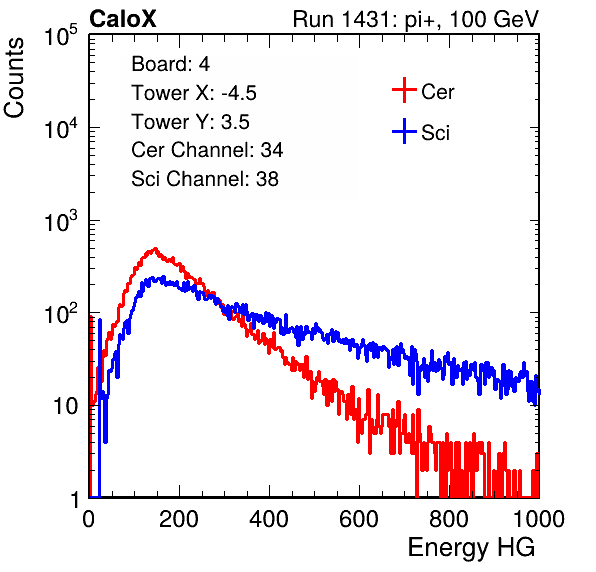 CaloX Run 1431: pi+, 100 GeV
Counts
10^5
10^4
10^3
10^2
10
1
Board: 4
Tower X: -4.5
Tower Y: 3.5
Cer Channel: 34
Sci Channel: 38
Cer
Sci
0 200 400 600 800 1000
Energy HG